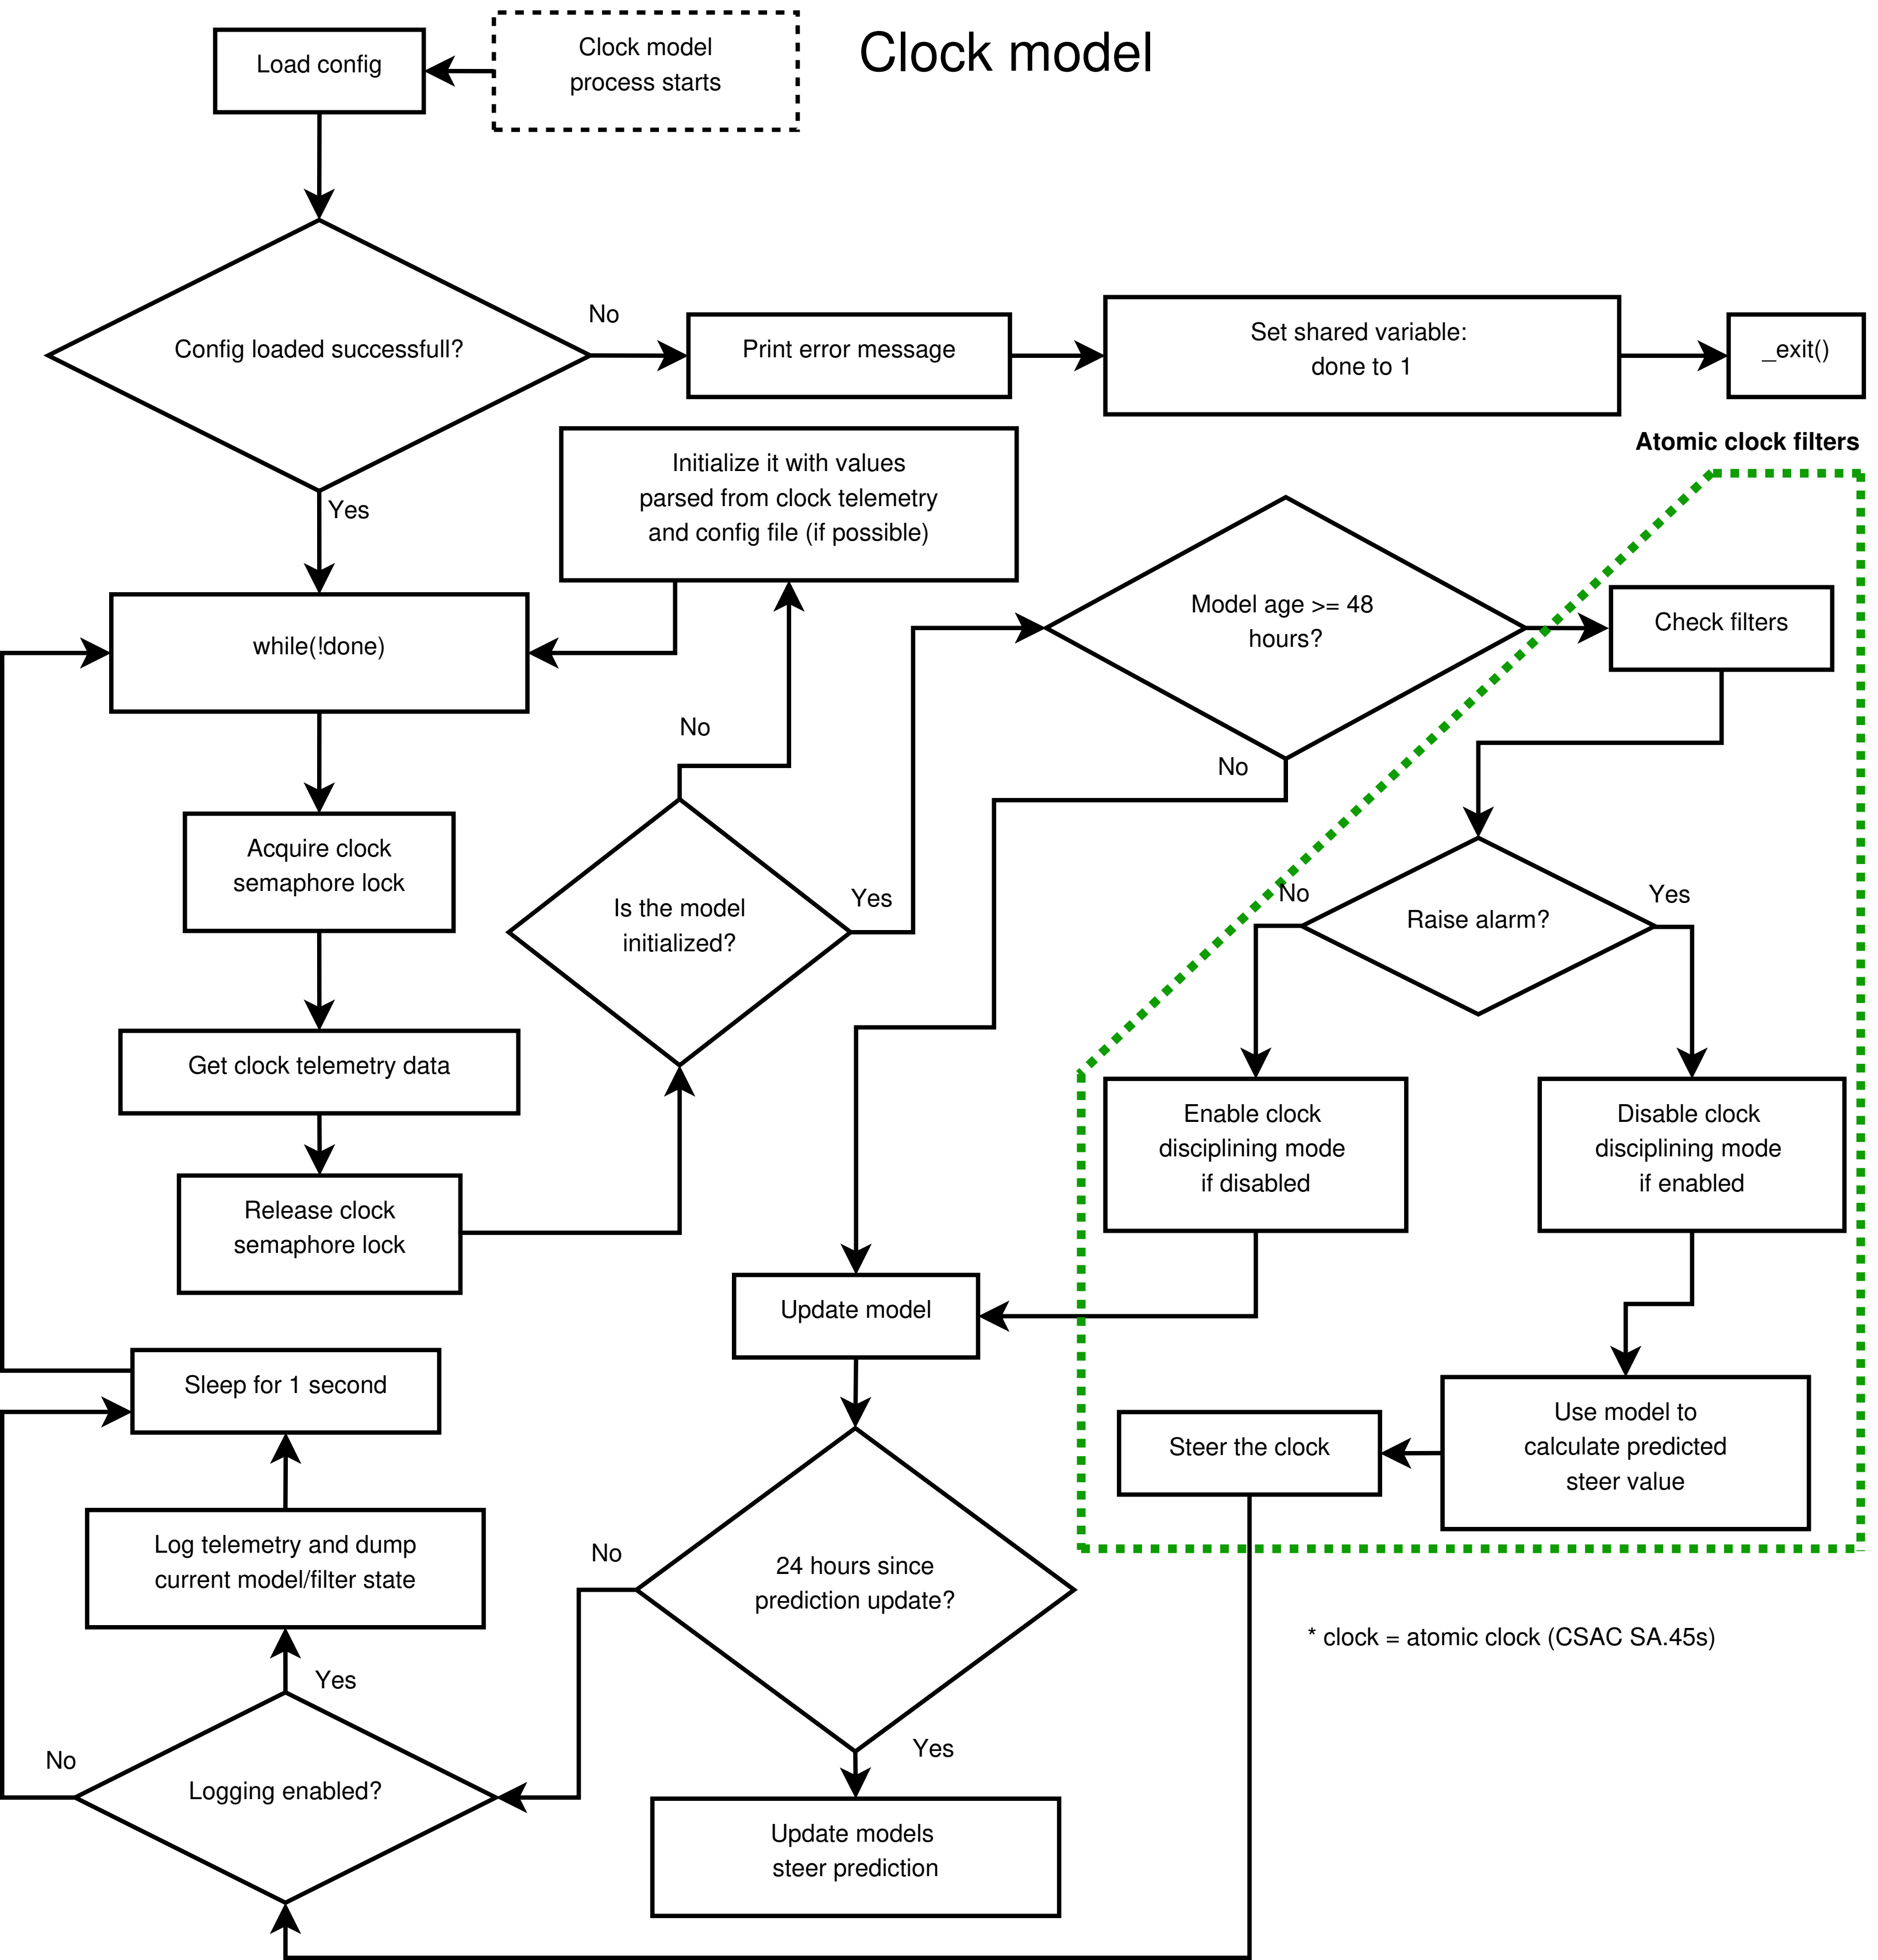 Clock model
Clock model
process starts
Load config
Config loaded successfull?
No
Print error message
Set shared variable:
done to 1
_exit()
Yes
Atomic clock filters
Initialize it with values
parsed from clock telemetry
and config file (if possible)
while(!done)
Model age >= 48
hours?
Check filters
No
No
Acquire clock
semaphore lock
Is the model
initialized?
Yes
No
Raise alarm?
Yes
Get clock telemetry data
Enable clock
disciplining mode
if disabled
Disable clock
disciplining mode
if enabled
Release clock
semaphore lock
Update model
Sleep for 1 second
Steer the clock
Use model to
calculate predicted
steer value
Log telemetry and dump
current model/filter state
No
24 hours since
prediction update?
* clock = atomic clock (CSAC SA.45s)
Yes
No
Logging enabled?
Yes
Update models
steer prediction